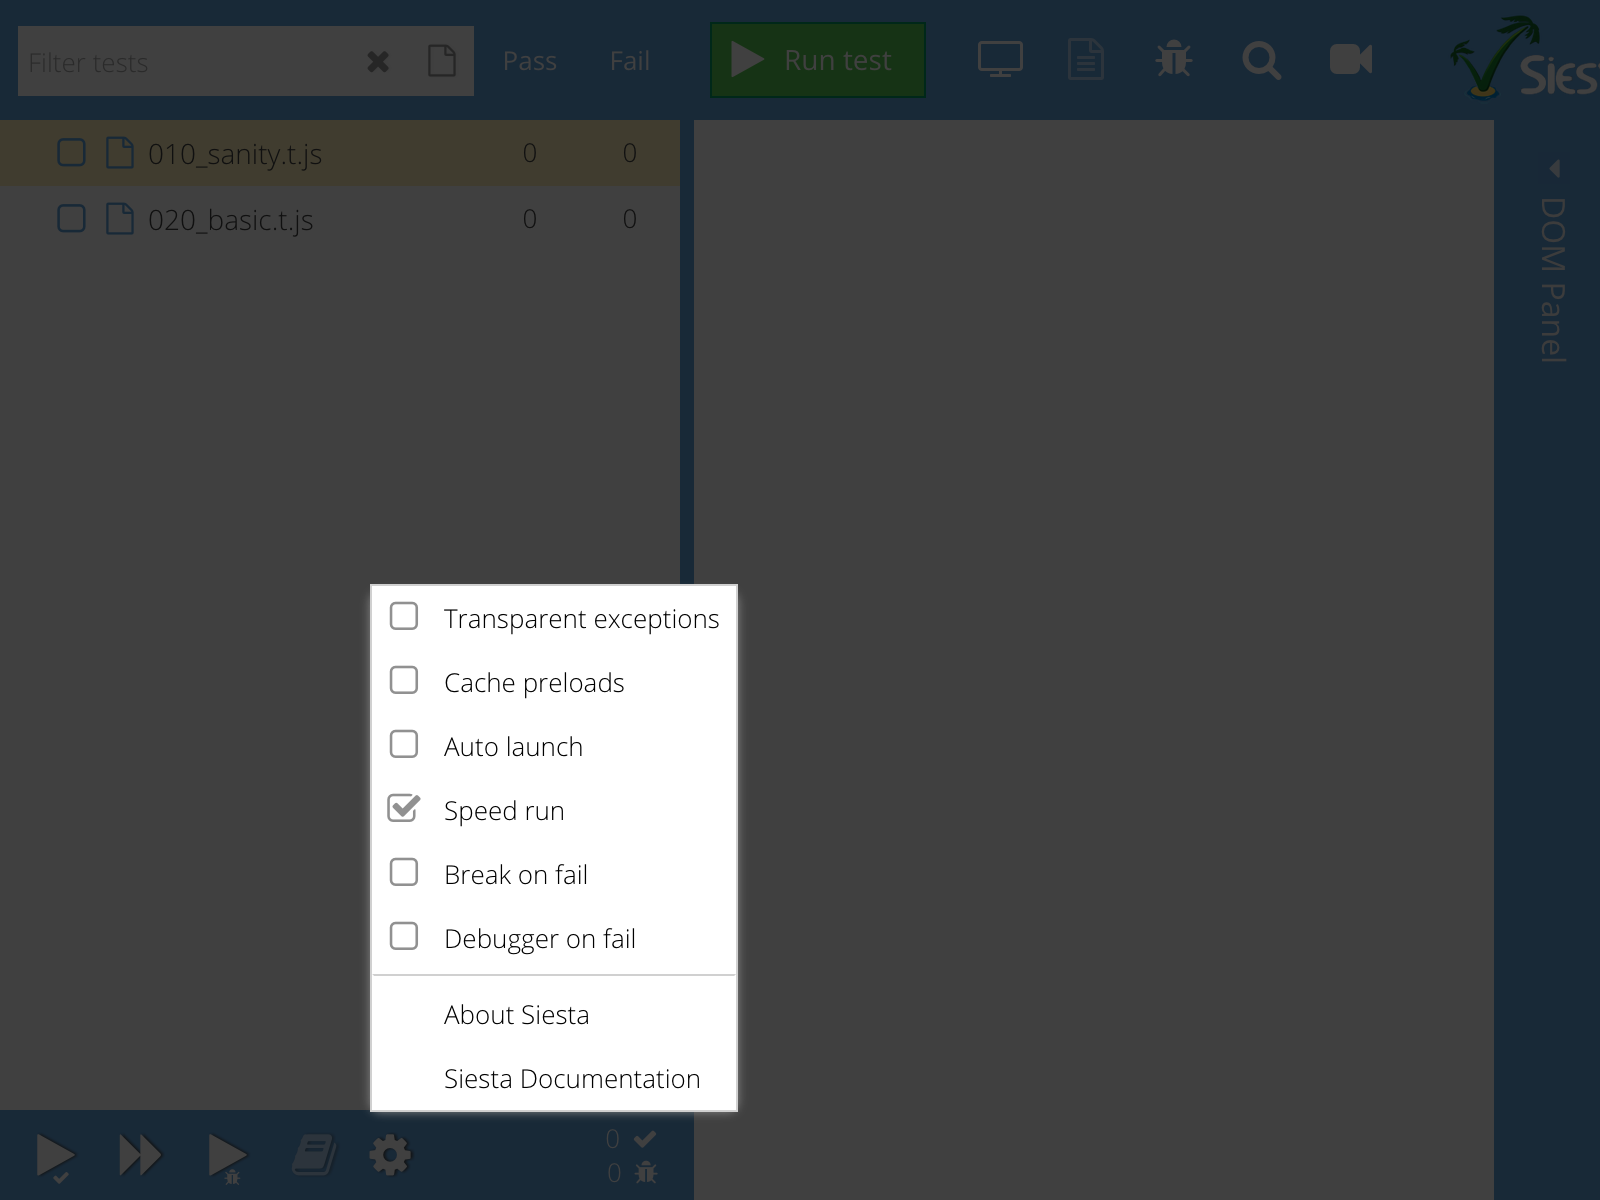 Filter tests
Pass
Fail
Run test
010_sanity.t.js 0 0
020_basic.t.js 0 0
DOM Panel
Transparent exceptions
Cache preloads
Auto launch
Speed run
Break on fail
Debugger on fail
About Siesta
Siesta Documentation
0
0